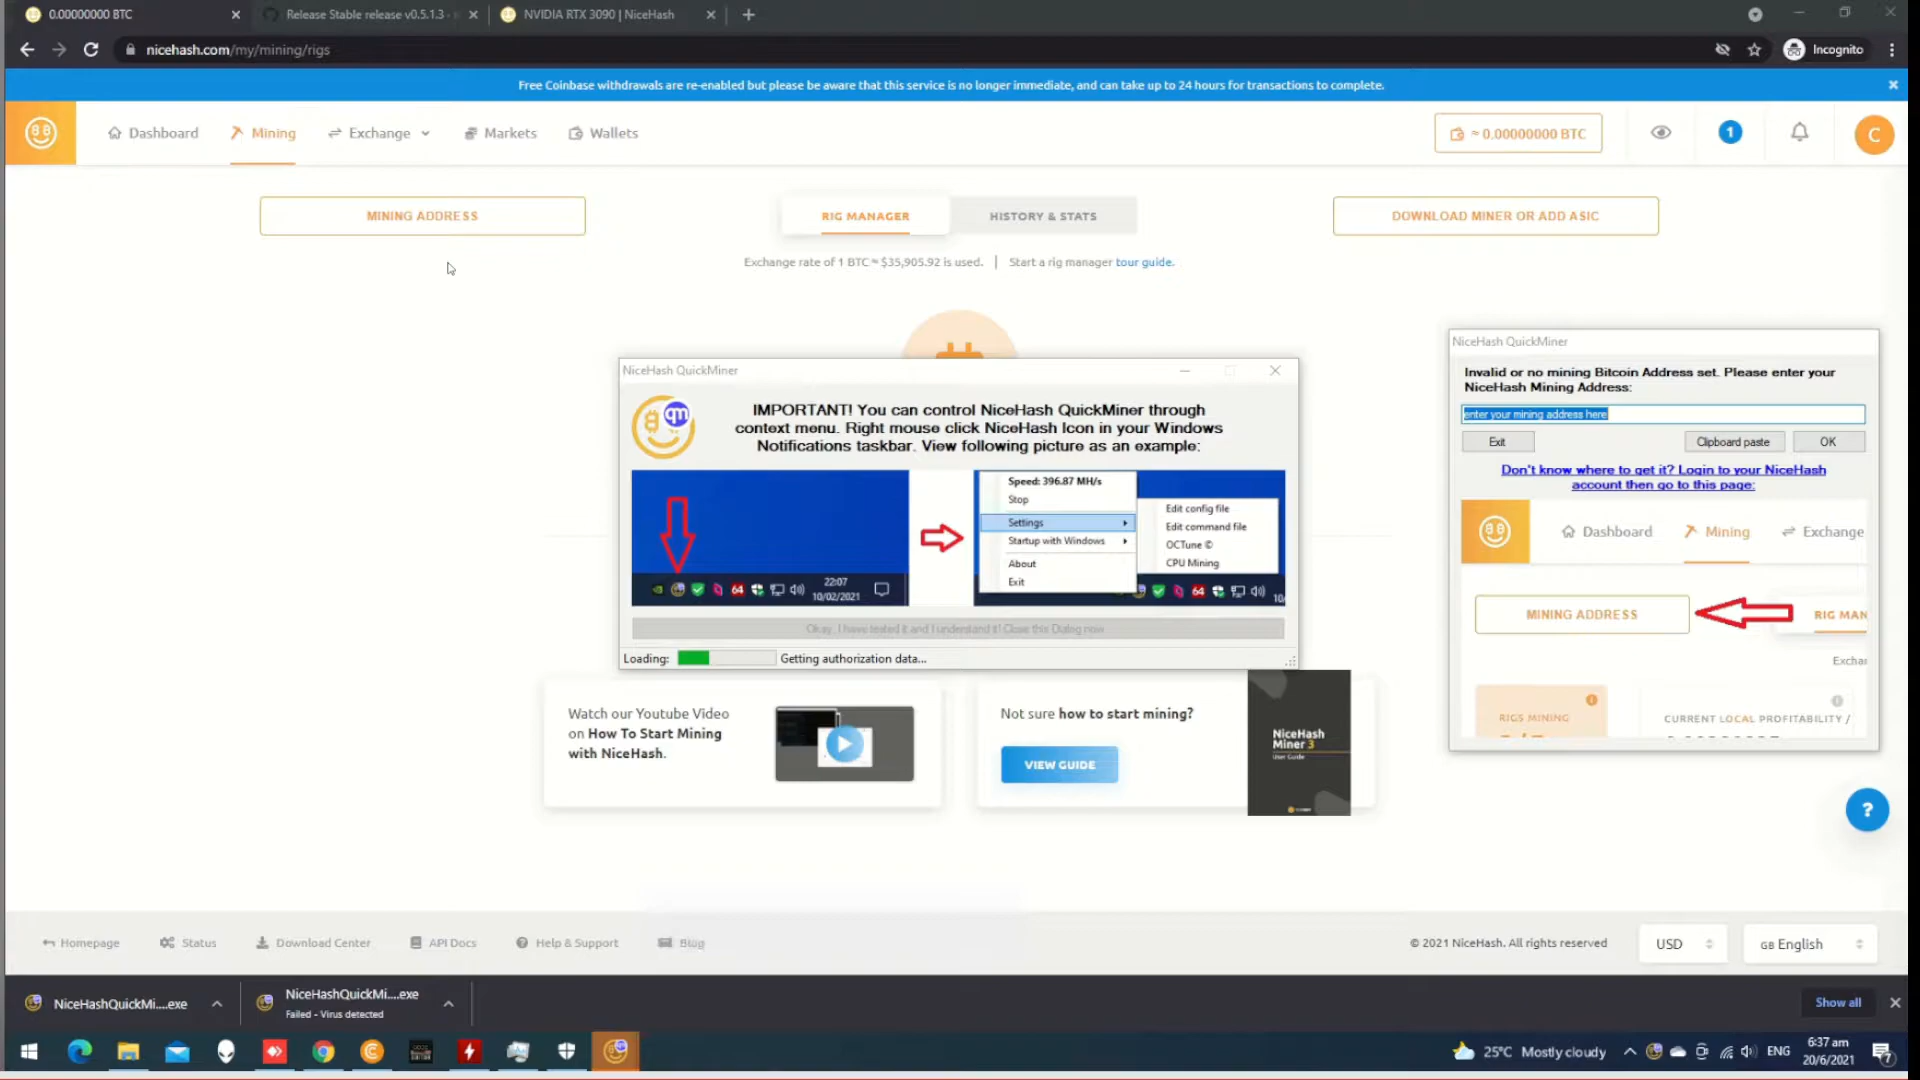 0.00000000 BTC
Release Stable release v0.5.1.3 -
NVIDIA RTX 3090 | NiceHash
nicehash.com/my/mining/rigs
Incognito
Free Coinbase withdrawals are re-enabled but please be aware that this service is no longer immediate, and can take up to 24 hours for transactions to complete.
Dashboard
Mining
Exchange
Markets
Wallets
≈ 0.00000000 BTC
1
C
MINING ADDRESS
RIG MANAGER
HISTORY & STATS
DOWNLOAD MINER OR ADD ASIC
Exchange rate of 1 BTC ≈ $35,905.92 is used. | Start a rig manager tour guide.
NiceHash QuickMiner
IMPORTANT! You can control NiceHash QuickMiner through
context menu. Right mouse click NiceHash Icon in your Windows
Notifications taskbar. View following picture as an example:
qm
22:07
10/02/2021
Speed: 396.87 MH/s
Stop
Settings
Startup with Windows
About
Exit
Edit config file
Edit command file
OCTune ©
CPU Mining
64
64
10/
Okay, I have tested it and I understand it! Close this Dialog now.
Loading:
Getting authorization data...
NiceHash QuickMiner
Invalid or no mining Bitcoin Address set. Please enter your
NiceHash Mining Address:
enter your mining address here
Exit
Clipboard paste
OK
Don't know where to get it? Login to your NiceHash
account then go to this page:
Dashboard
Mining
Exchange
MINING ADDRESS
RIG MAN
Exchar
RIGS MINING
CURRENT LOCAL PROFITABILITY /
Watch our Youtube Video
on How To Start Mining
with NiceHash.
Not sure how to start mining?
VIEW GUIDE
NiceHash
Miner 3
User Guide
?
Homepage
Status
Download Center
API Docs
Help & Support
Blog
© 2021 NiceHash. All rights reserved
USD
GB English
NiceHashQuickMi....exe
NiceHashQuickMi....exe
Failed - Virus detected
Show all
25°C Mostly cloudy
ENG
6:37 am
20/6/2021
7